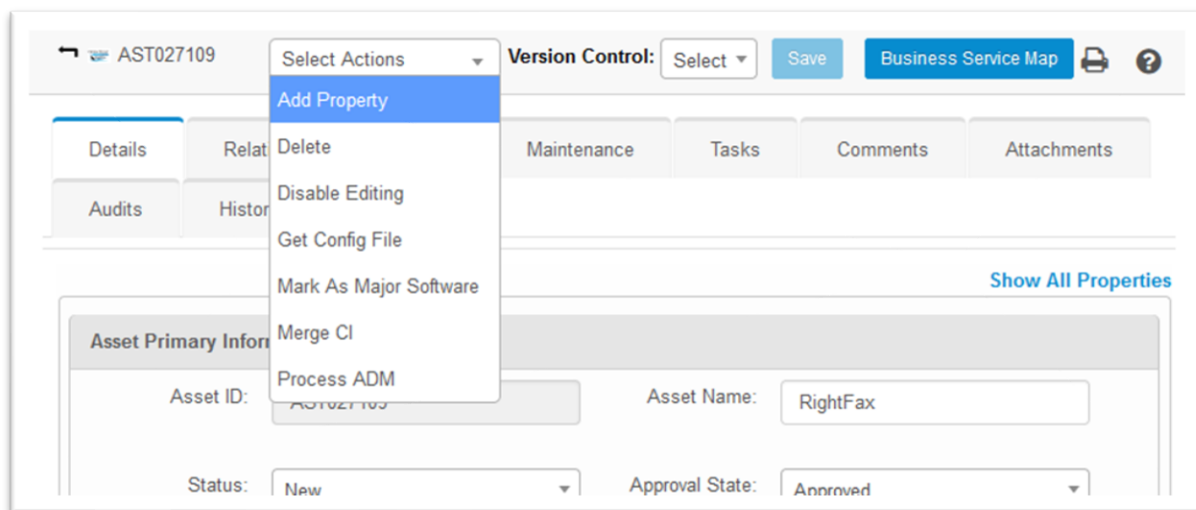 AST027109 Select Actions Version Control: Select Save Business Service Map ?
Add Property
Details Relat Delete Maintenance Tasks Comments Attachments
Disable Editing
Audits Histor
Get Config File
Mark As Major Software Show All Properties
Merge CI
Asset Primary Infor
Process ADM
Asset ID: AST027109 Asset Name: RightFax
Status: New Approval State: Approved